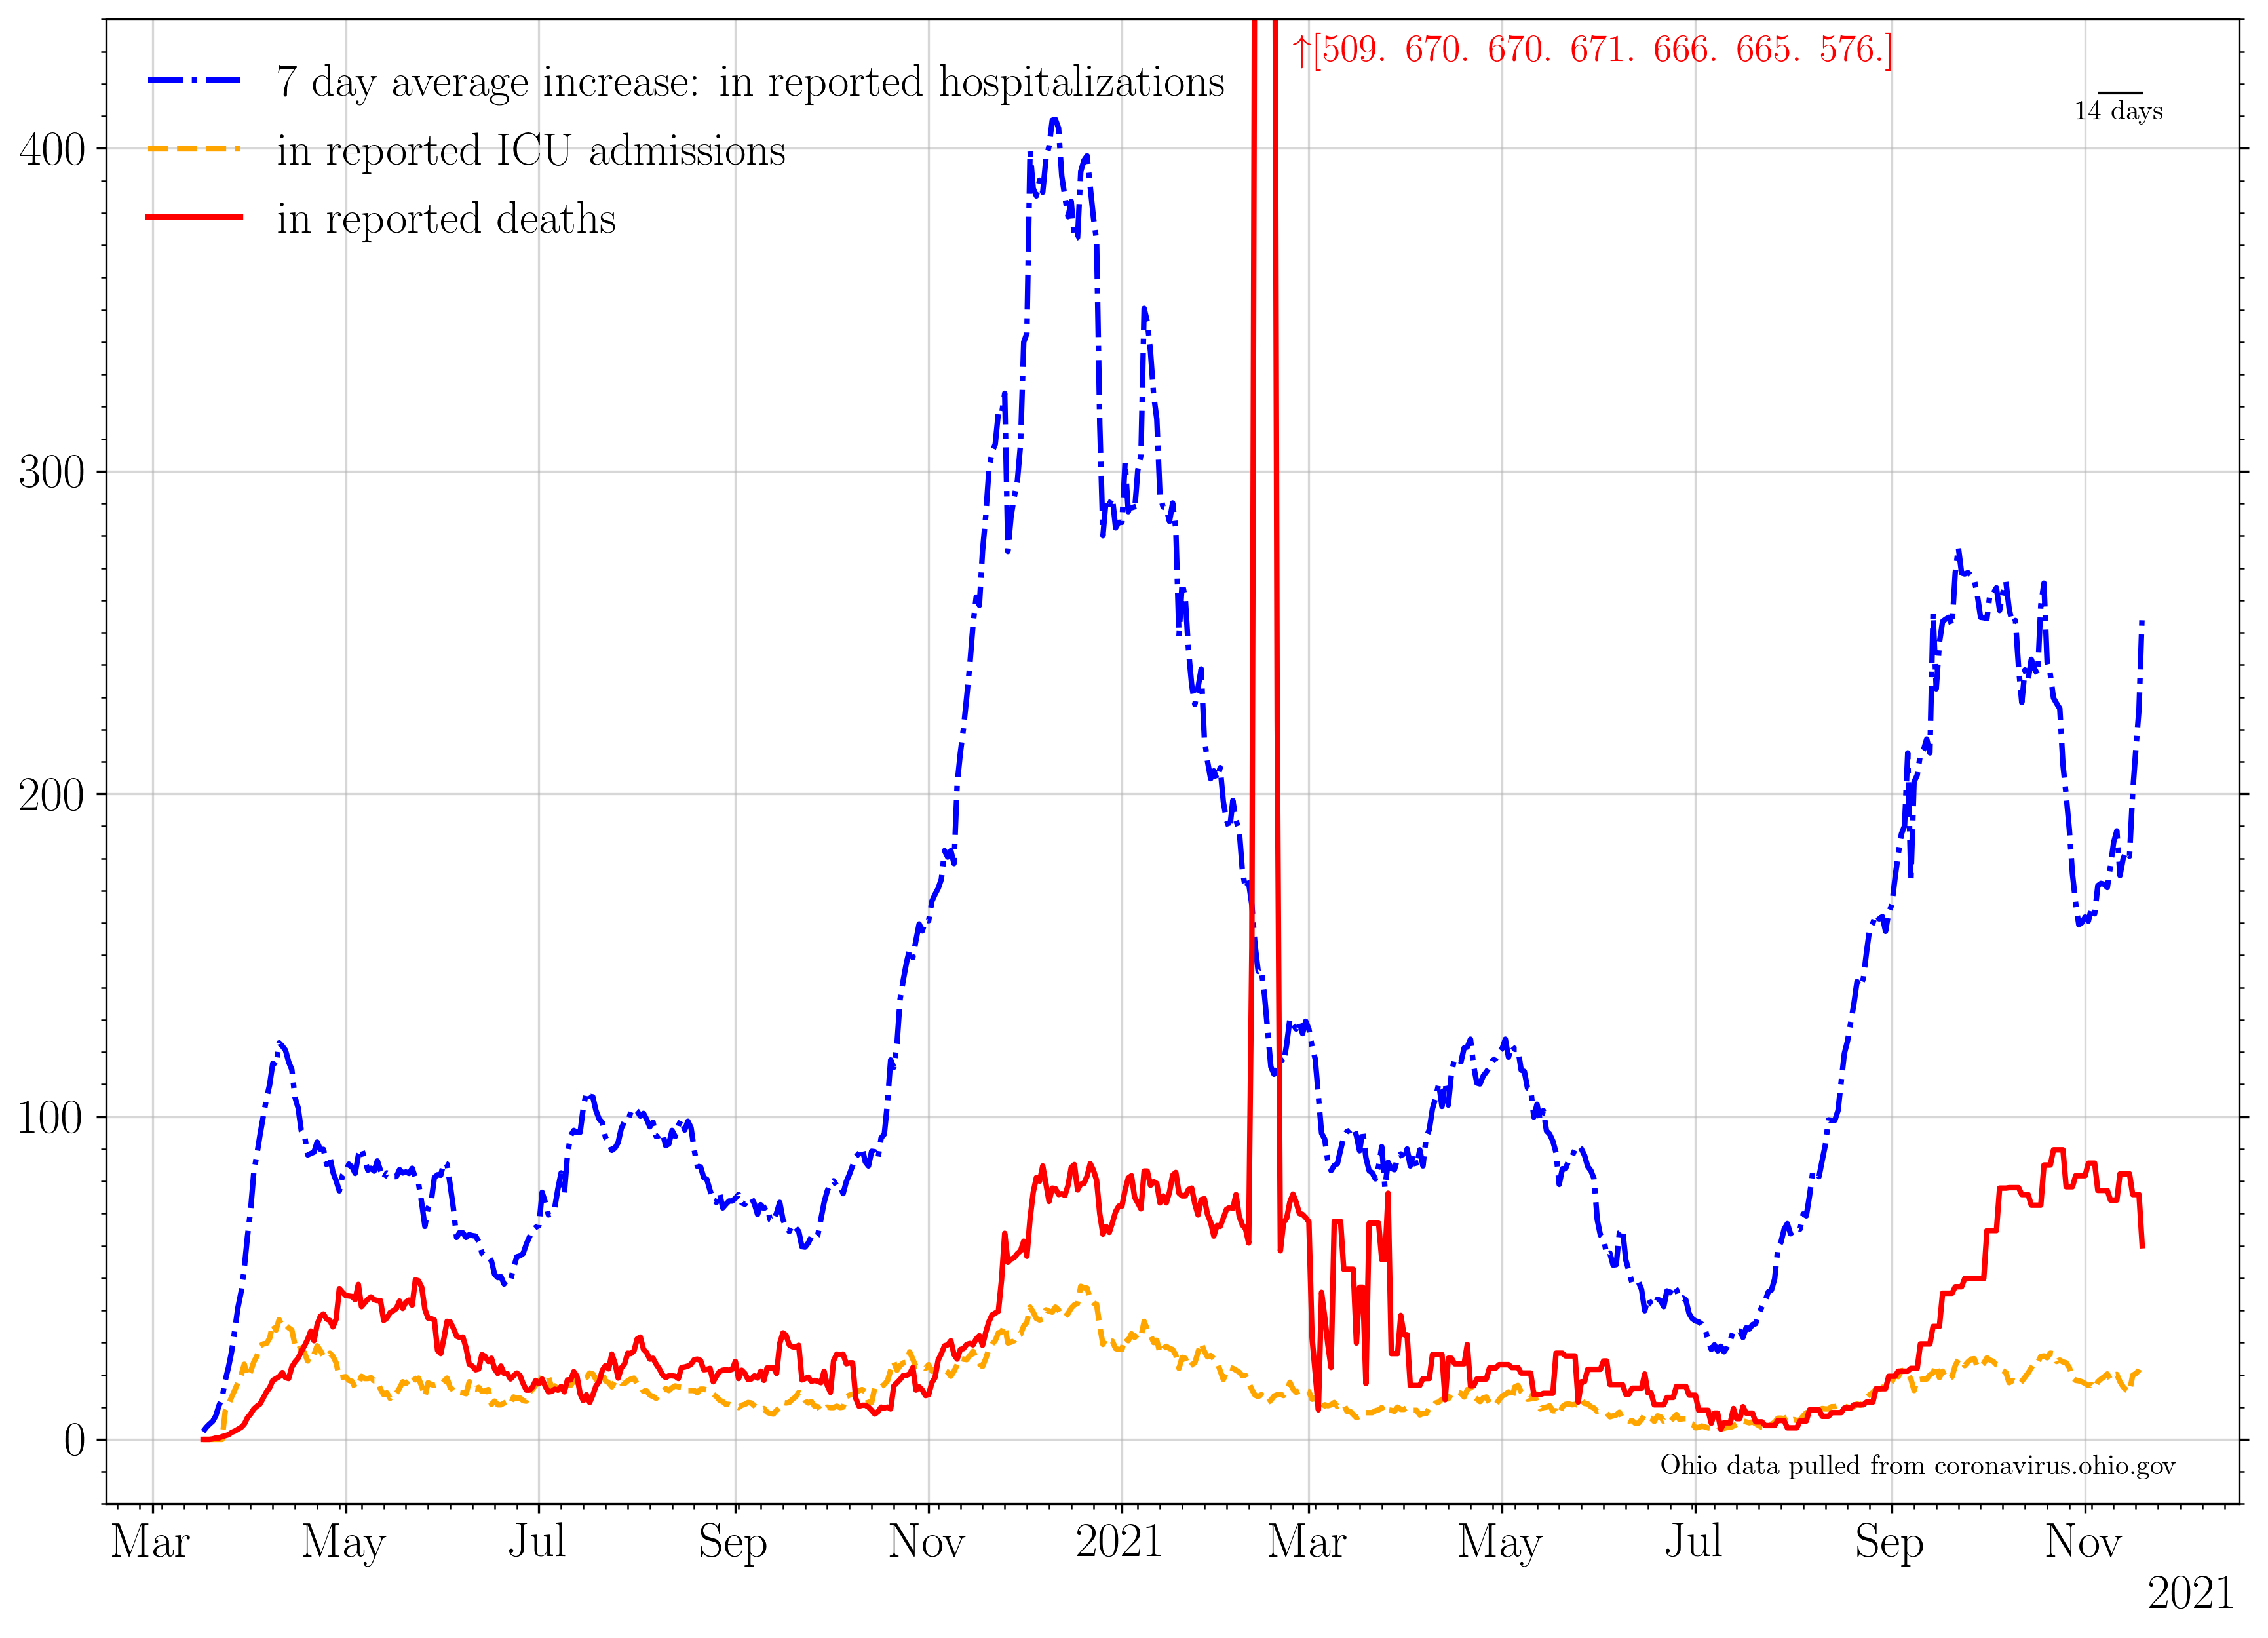 ↑[509. 670. 670. 671. 666. 665. 576.]
7 day average increase: in reported hospitalizations
in reported ICU admissions
in reported deaths
14 days
400
300
200
100
0
Ohio data pulled from coronavirus.ohio.gov
Mar May Jul Sep Nov 2021 Mar May Jul Sep Nov
2021